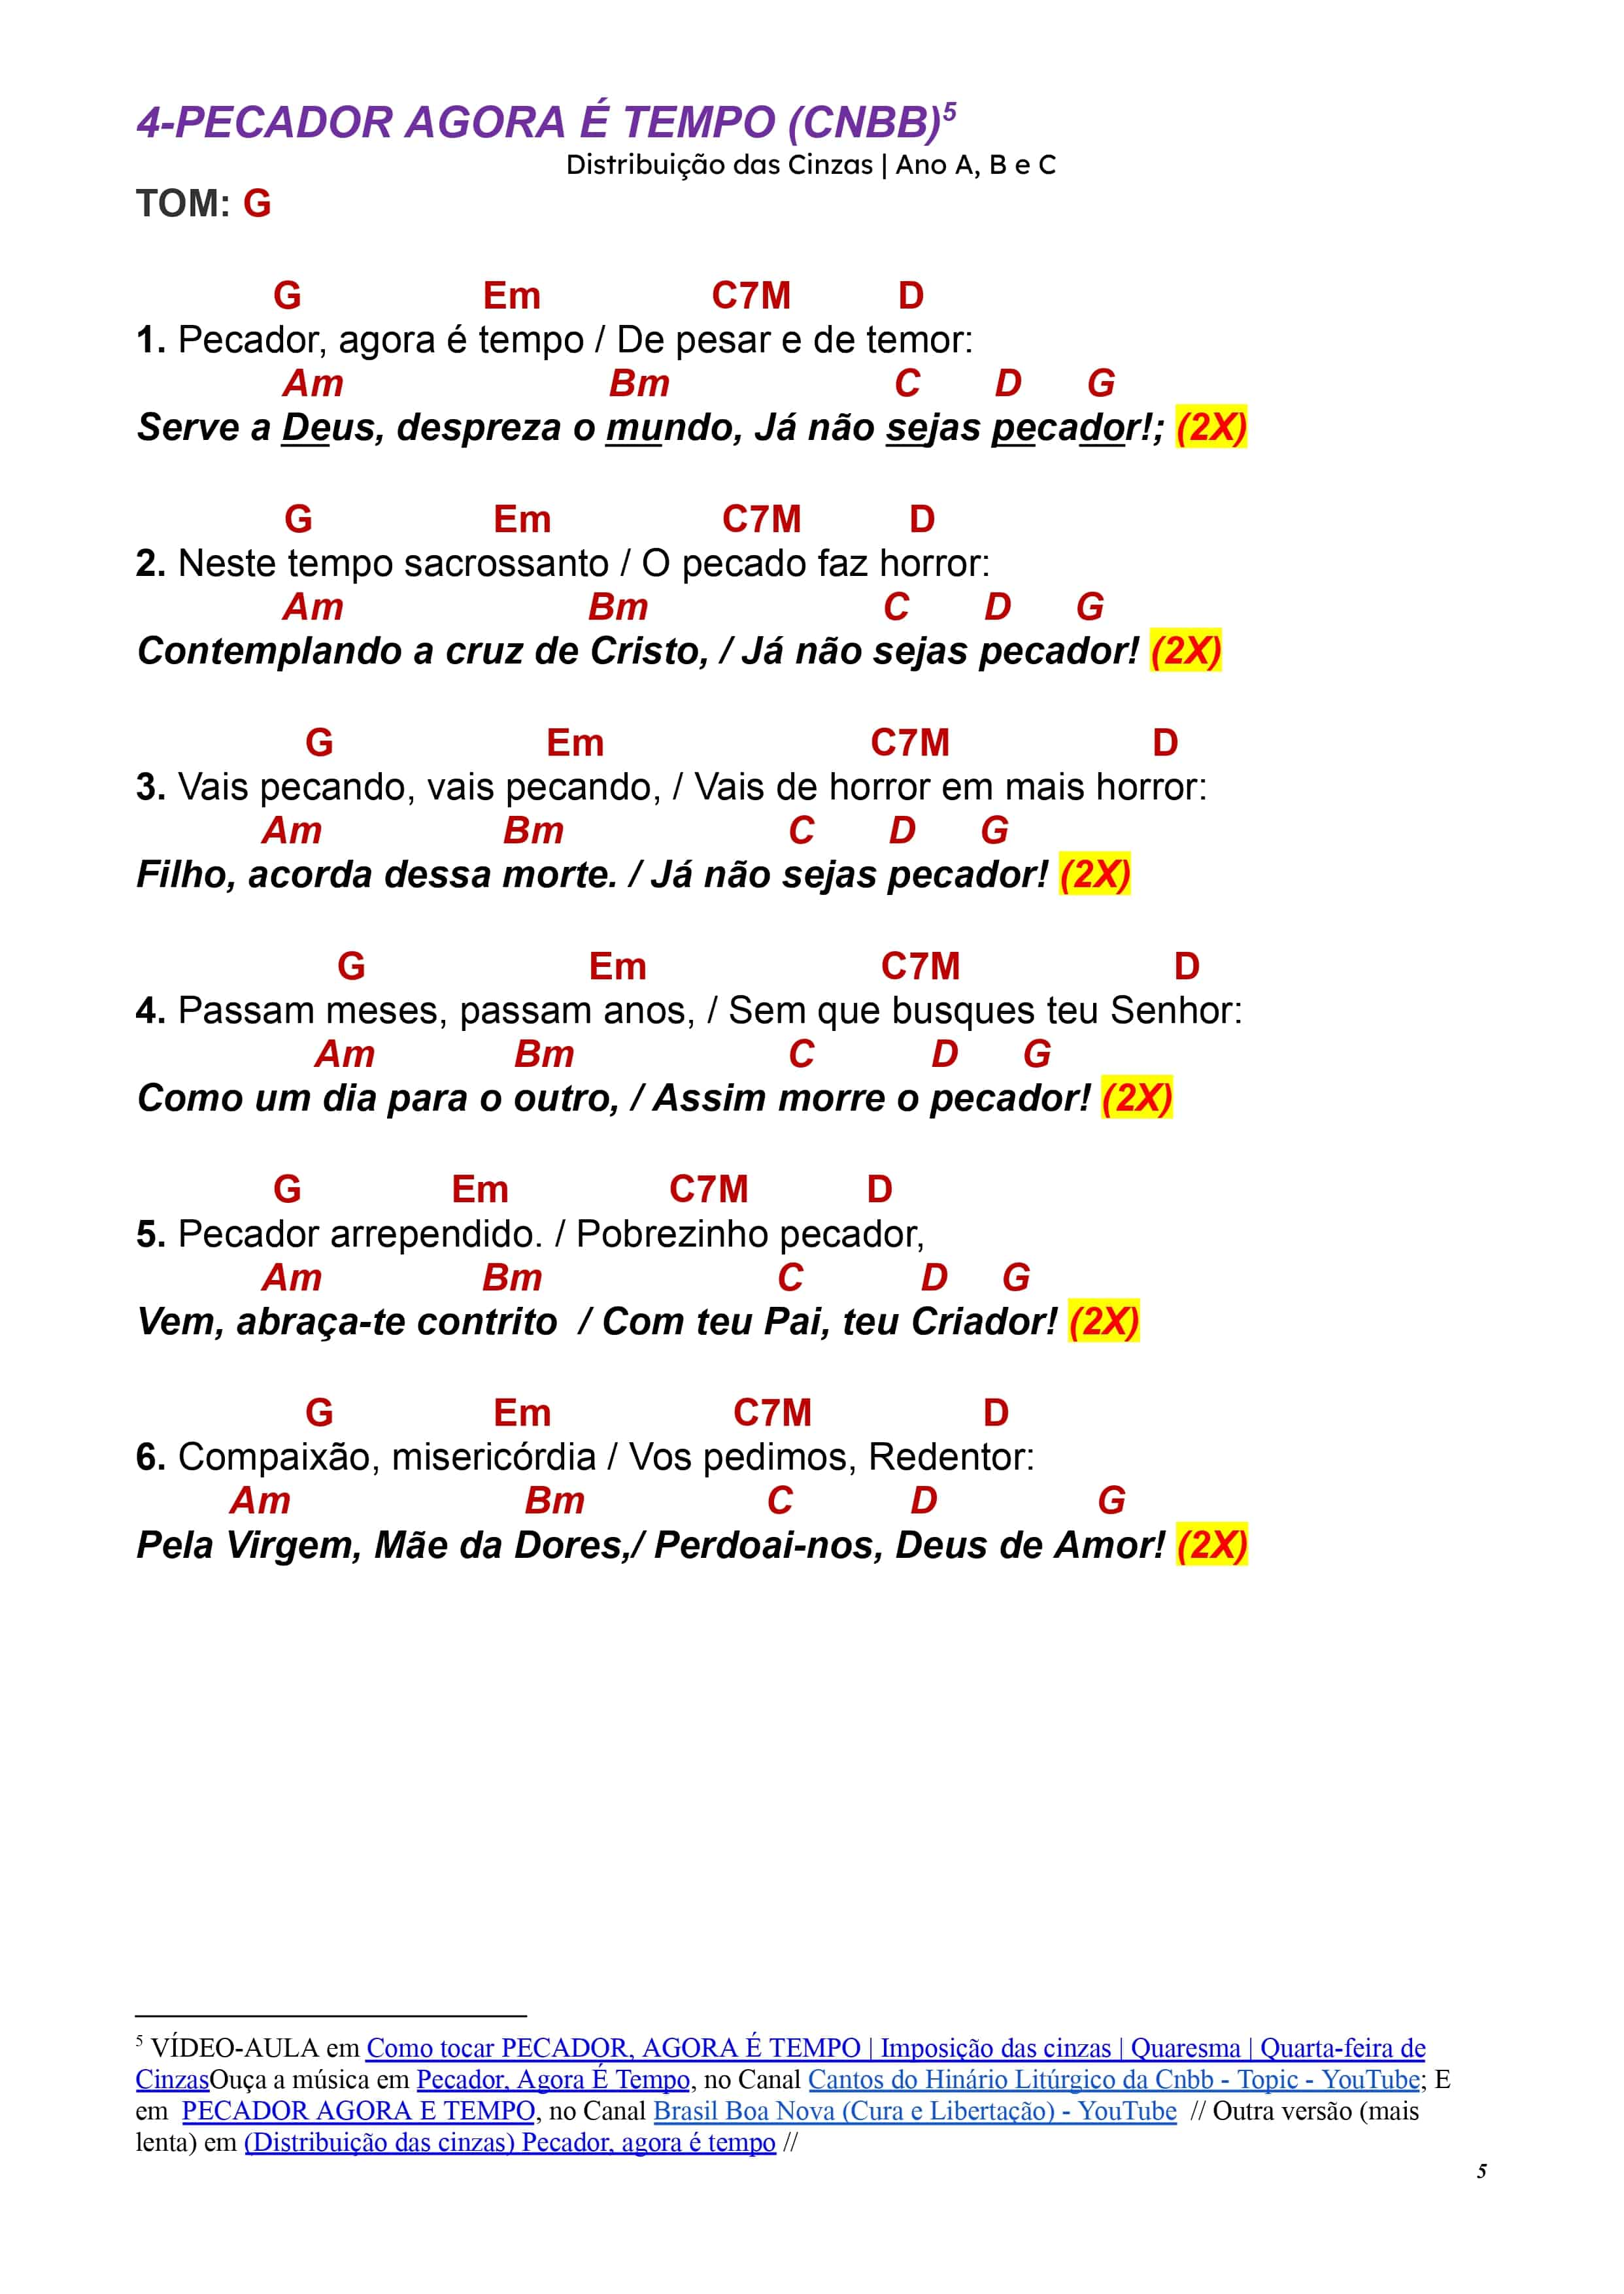 4-PECADOR AGORA É TEMPO (CNBB)5
Distribuição das Cinzas | Ano A, B e C
TOM: G
G Em C7M D
1. Pecador, agora é tempo / De pesar e de temor:
Am Bm C D G
Serve a Deus, despreza o mundo, Já não sejas pecador!; (2X)
G Em C7M D
2. Neste tempo sacrossanto / O pecado faz horror:
Am Bm C D G
Contemplando a cruz de Cristo, / Já não sejas pecador! (2X)
G Em C7M D
3. Vais pecando, vais pecando, / Vais de horror em mais horror:
Am Bm C D G
Filho, acorda dessa morte. / Já não sejas pecador! (2X)
G Em C7M D
4. Passam meses, passam anos, / Sem que busques teu Senhor:
Am Bm C D G
Como um dia para o outro, / Assim morre o pecador! (2X)
G Em C7M D
5. Pecador arrependido. / Pobrezinho pecador,
Am Bm C D G
Vem, abraça-te contrito / Com teu Pai, teu Criador! (2X)
G Em C7M D
6. Compaixão, misericórdia / Vos pedimos, Redentor:
Am Bm C D G
Pela Virgem, Mãe da Dores,/ Perdoai-nos, Deus de Amor! (2X)
5 VÍDEO-AULA em Como tocar PECADOR, AGORA É TEMPO | Imposição das cinzas | Quaresma | Quarta-feira de
CinzasOuça a música em Pecador, Agora É Tempo, no Canal Cantos do Hinário Litúrgico da Cnbb - Topic - YouTube; E
em PECADOR AGORA E TEMPO, no Canal Brasil Boa Nova (Cura e Libertação) - YouTube // Outra versão (mais
lenta) em (Distribuição das cinzas) Pecador, agora é tempo //
5